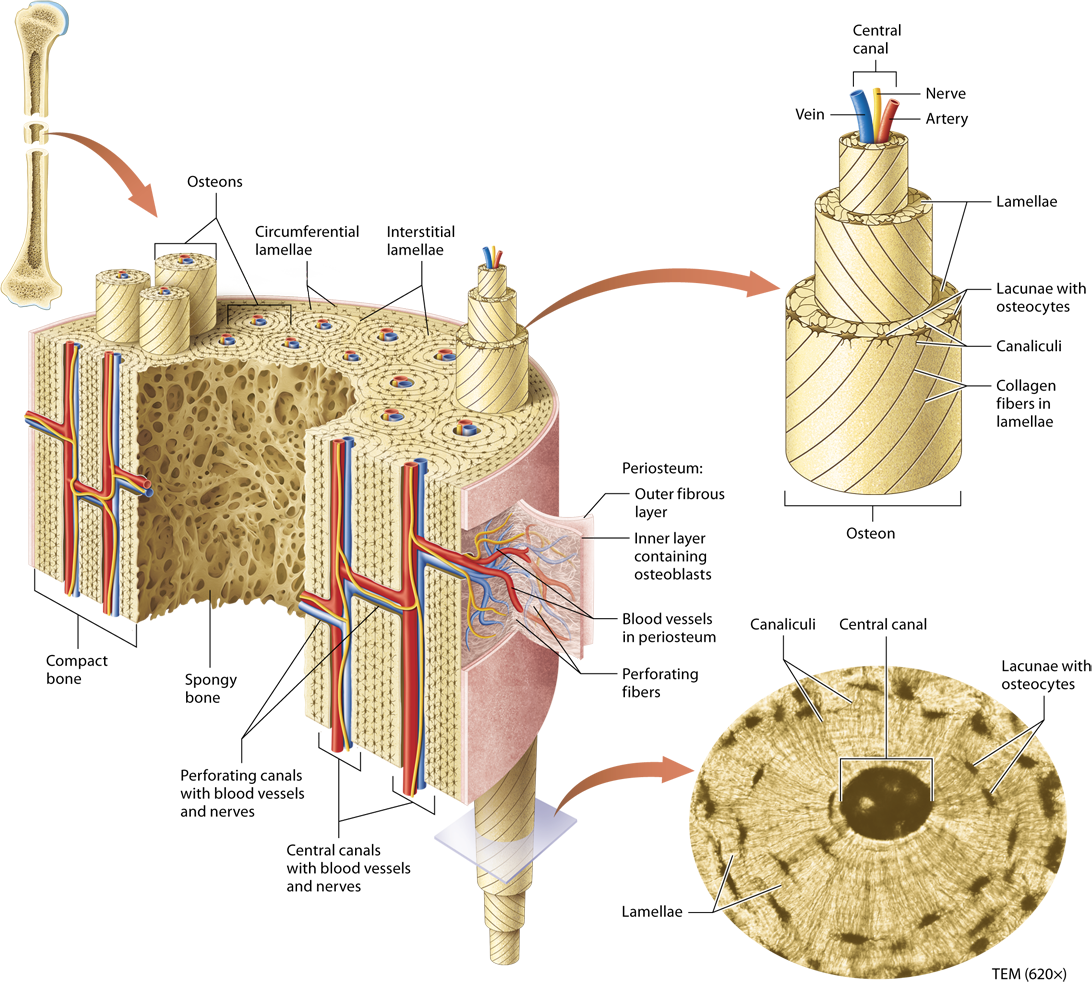 Central
canal
Nerve
Vein
Artery
Osteons
Circumferential
lamellae
Interstitial
lamellae
Lamellae
Lacunae with
osteocytes
Canaliculi
Collagen
fibers in
lamellae
Osteon
Periosteum:
Outer fibrous
layer
Inner layer
containing
osteoblasts
Blood vessels
in periosteum
Perforating
fibers
Compact
bone
Spongy
bone
Perforating canals
with blood vessels
and nerves
Central canals
with blood vessels
and nerves
Canaliculi
Central canal
Lacunae with
osteocytes
Lamellae
TEM (620×)